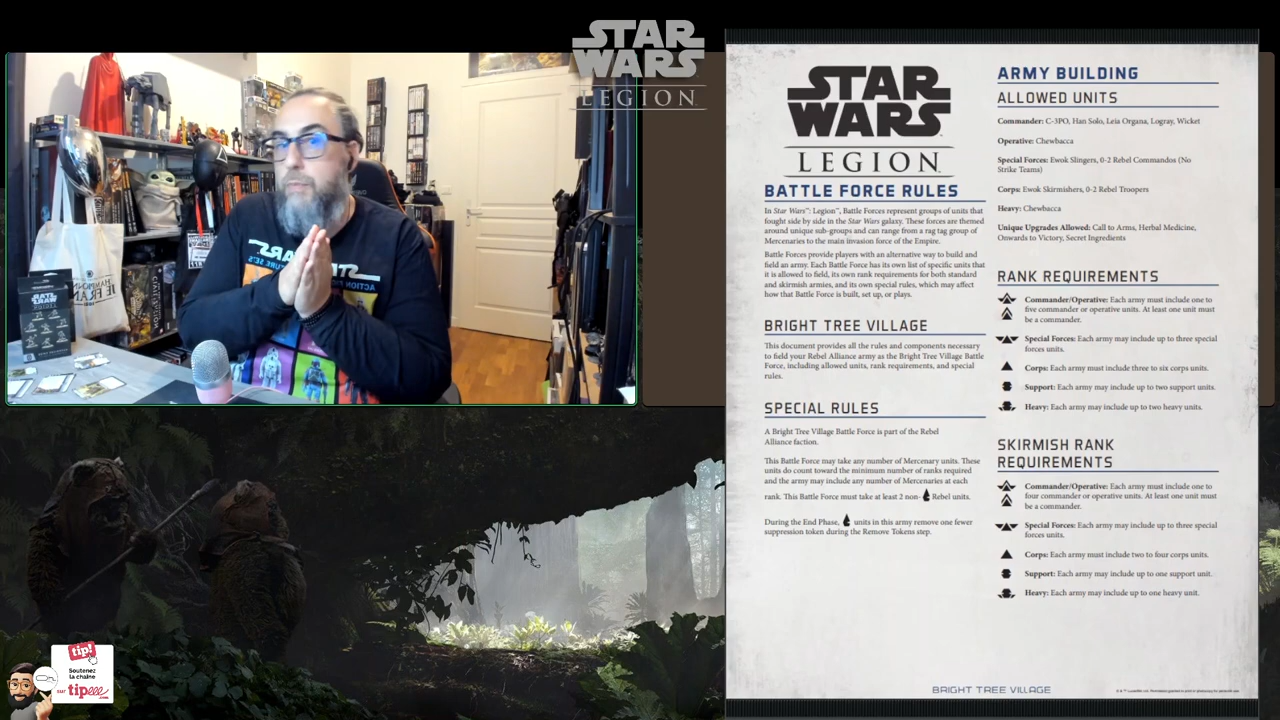 STAR
WARS
LEGION
STAR
WARS
LEGION
BATTLE FORCE RULES
In Star Wars™: Legion™, Battle Forces represent groups of units that
fought side by side in the Star Wars galaxy. These forces are themed
around unique sub-groups and can range from a rag tag group of
Mercenaries to the main invasion force of the Empire.
Battle Forces provide players with an alternative way to build and
field an army. Each Battle Force has its own list of specific units that
it is allowed to field, its own rank requirements for both standard
and skirmish armies, and its own special rules, which may affect
how that Battle Force is built, set up, or plays.
BRIGHT TREE VILLAGE
This document provides all the rules and components necessary
to field your Rebel Alliance army as the Bright Tree Village Battle
Force, including allowed units, rank requirements, and special
rules.
SPECIAL RULES
A Bright Tree Village Battle Force is part of the Rebel
Alliance faction.
This Battle Force may take any number of Mercenary units. These
units do count toward the minimum number of ranks required
and the army may include any number of Mercenaries at each
rank. This Battle Force must take at least 2 non- Rebel units.
During the End Phase, units in this army remove one fewer
suppression token during the Remove Tokens step.
ARMY BUILDING
ALLOWED UNITS
Commander: C-3PO, Han Solo, Leia Organa, Logray, Wicket
Operative: Chewbacca
Special Forces: Ewok Slingers, 0-2 Rebel Commandos (No
Strike Teams)
Corps: Ewok Skirmishers, 0-2 Rebel Troopers
Heavy: Chewbacca
Unique Upgrades Allowed: Call to Arms, Herbal Medicine,
Onwards to Victory, Secret Ingredients
RANK REQUIREMENTS
Commander/Operative: Each army must include one to
five commander or operative units. At least one unit must
be a commander.
Special Forces: Each army may include up to three special
forces units.
Corps: Each army must include three to six corps units.
Support: Each army may include up to two support units.
Heavy: Each army may include up to two heavy units.
SKIRMISH RANK
REQUIREMENTS
Commander/Operative: Each army must include one to
four commander or operative units. At least one unit must
be a commander.
Special Forces: Each army may include up to three special
forces units.
Corps: Each army must include two to four corps units.
Support: Each army may include up to one support unit.
Heavy: Each army may include up to one heavy unit.
BRIGHT TREE VILLAGE
tip!
Soutenez
la chaîne
sur tipeee
.com